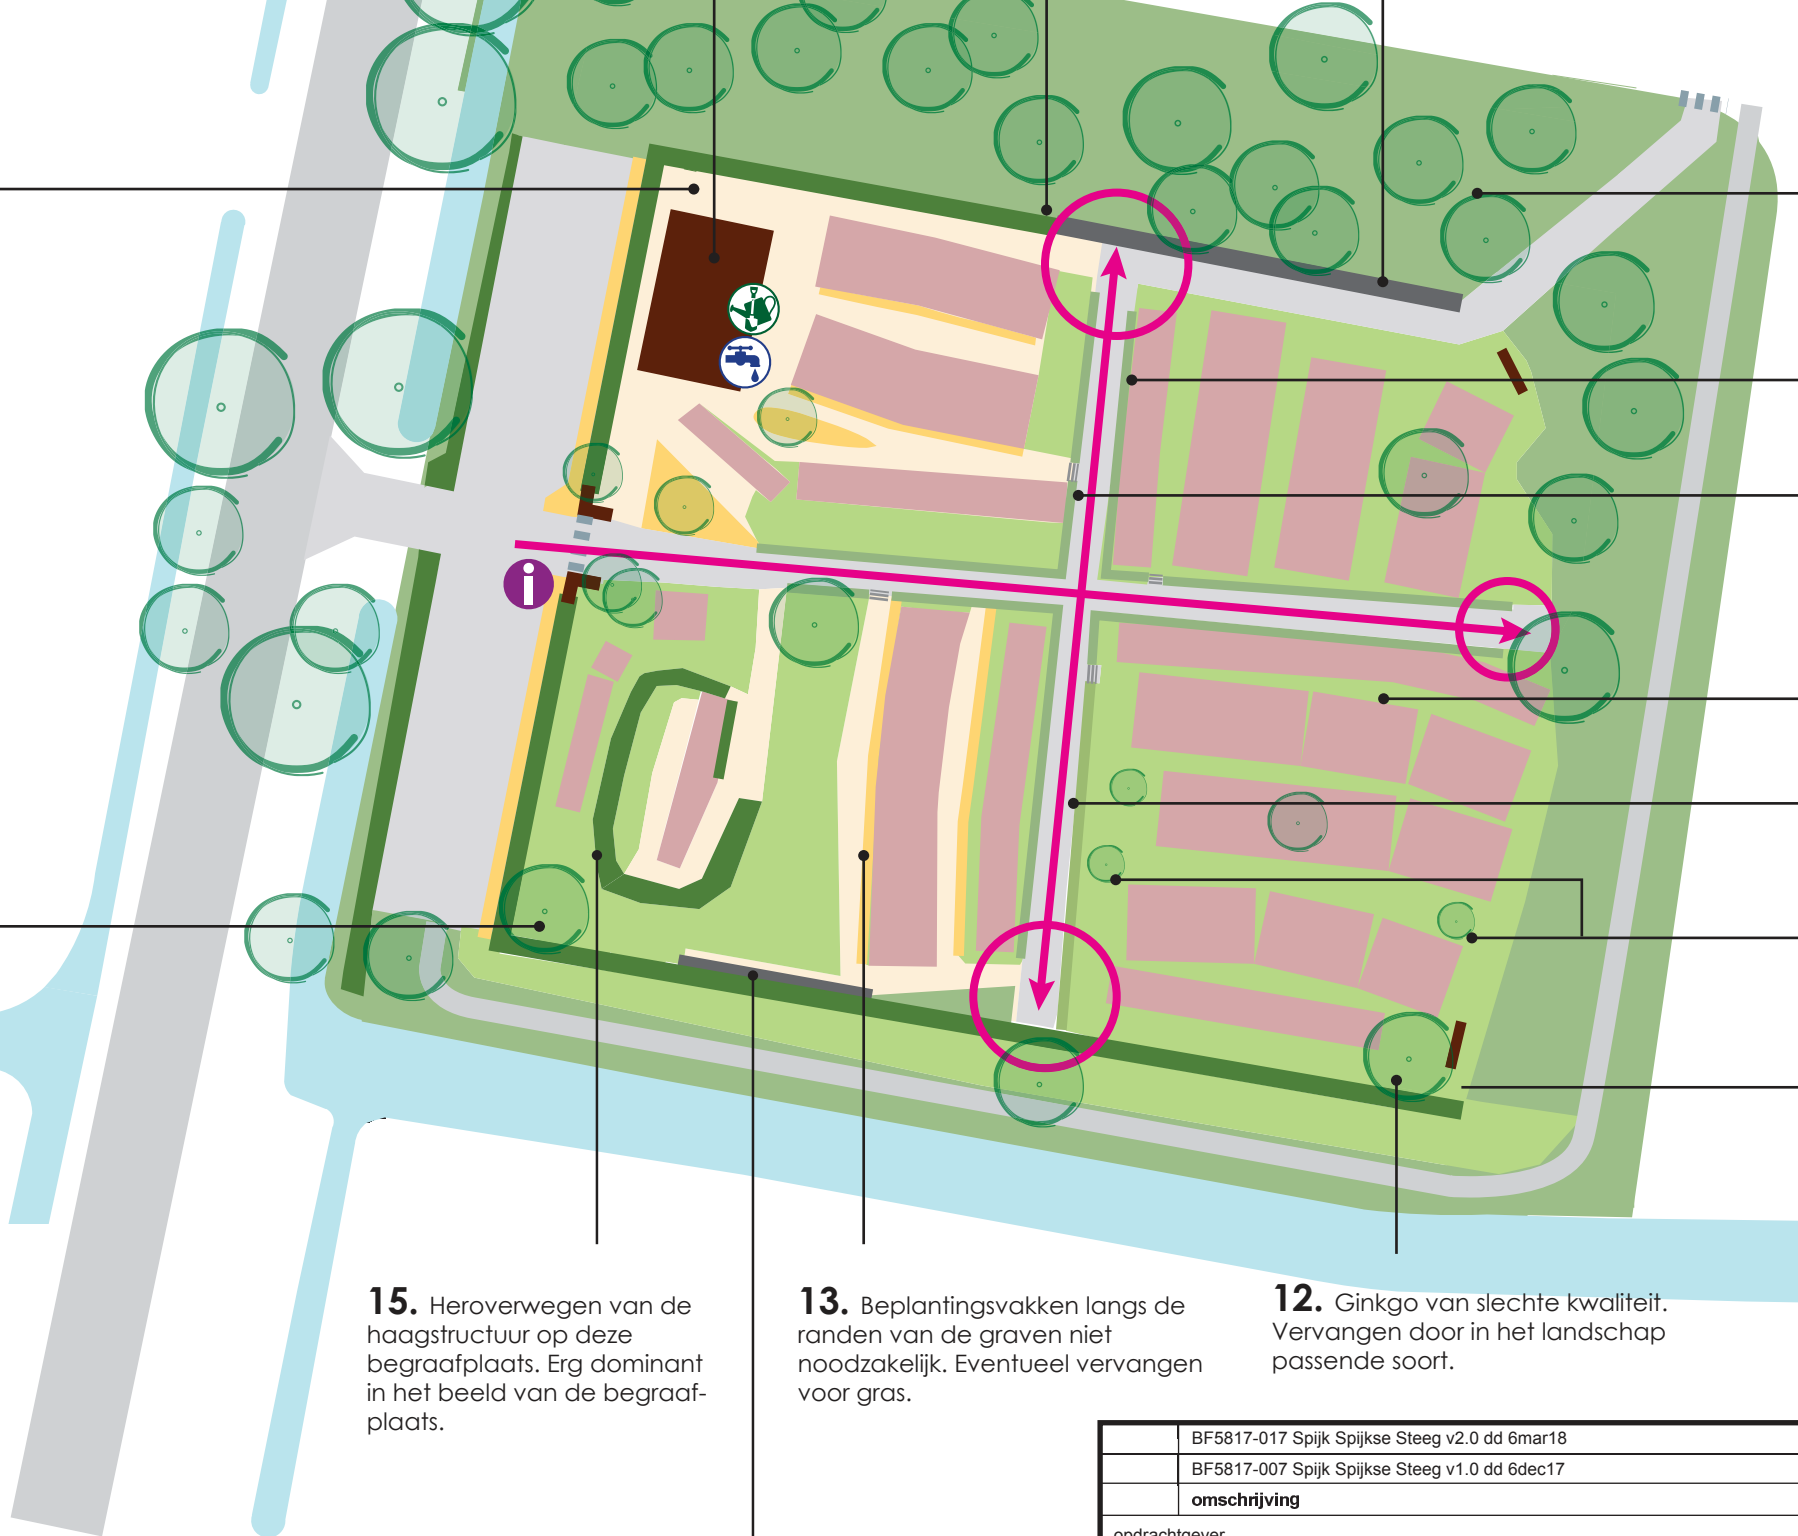 15. Heroverwegen van de
haagstructuur op deze
begraafplaats. Erg dominant
in het beeld van de begraaf-
plaats.
13. Beplantingsvakken langs de
randen van de graven niet
noodzakelijk. Eventueel vervangen
voor gras.
12. Ginkgo van slechte kwaliteit.
Vervangen door in het landschap
passende soort.
BF5817-017 Spijk Spijkse Steeg v2.0 dd 6mar18
BF5817-007 Spijk Spijkse Steeg v1.0 dd 6dec17
omschrijving
opdrachtgever